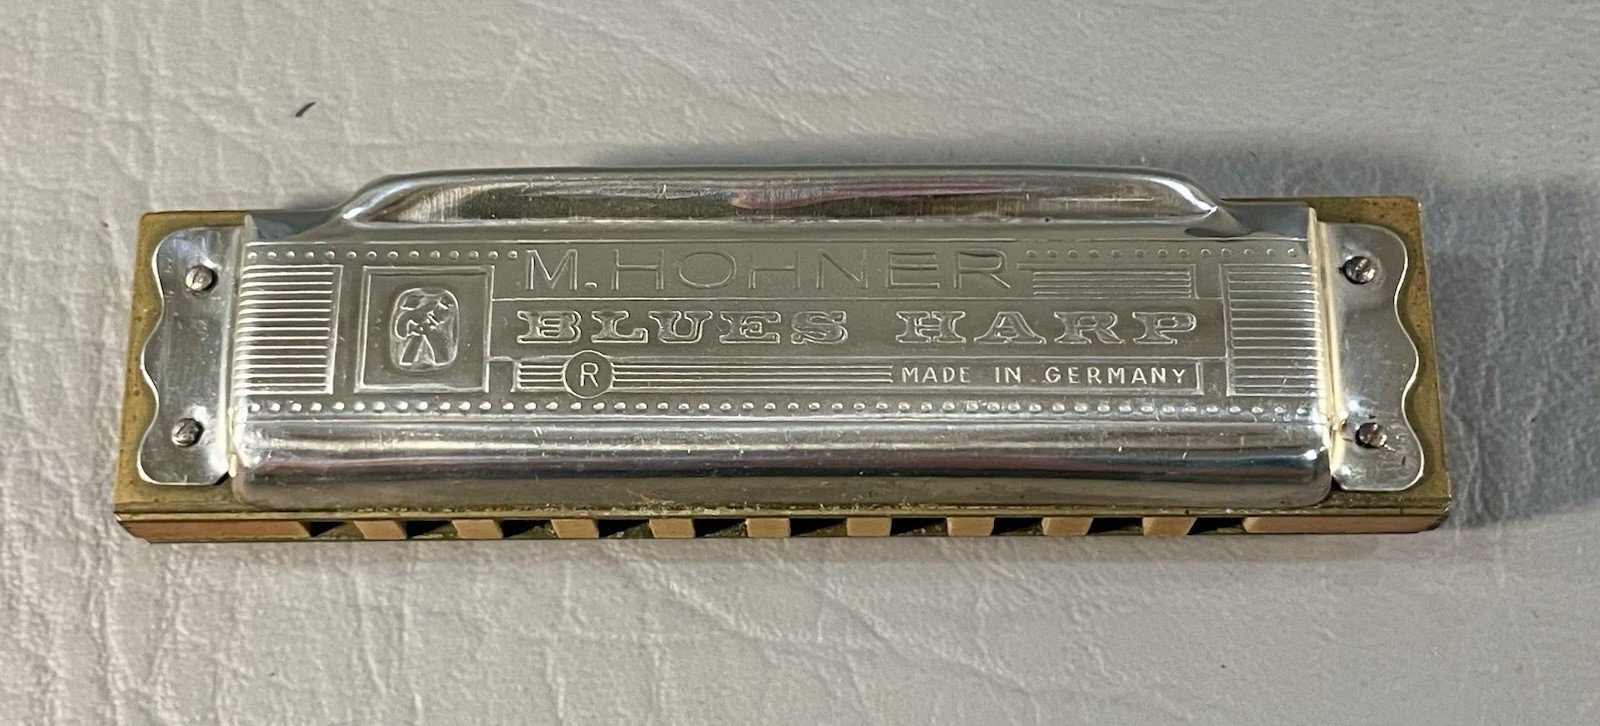 M. HOHNER
BLUES HARP
® MADE IN GERMANY